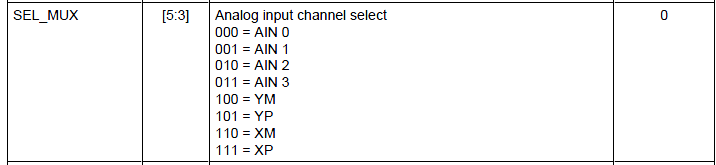 SEL_MUX [5:3] Analog input channel select 0
000 = AIN 0
001 = AIN 1
010 = AIN 2
011 = AIN 3
100 = YM
101 = YP
110 = XM
111 = XP